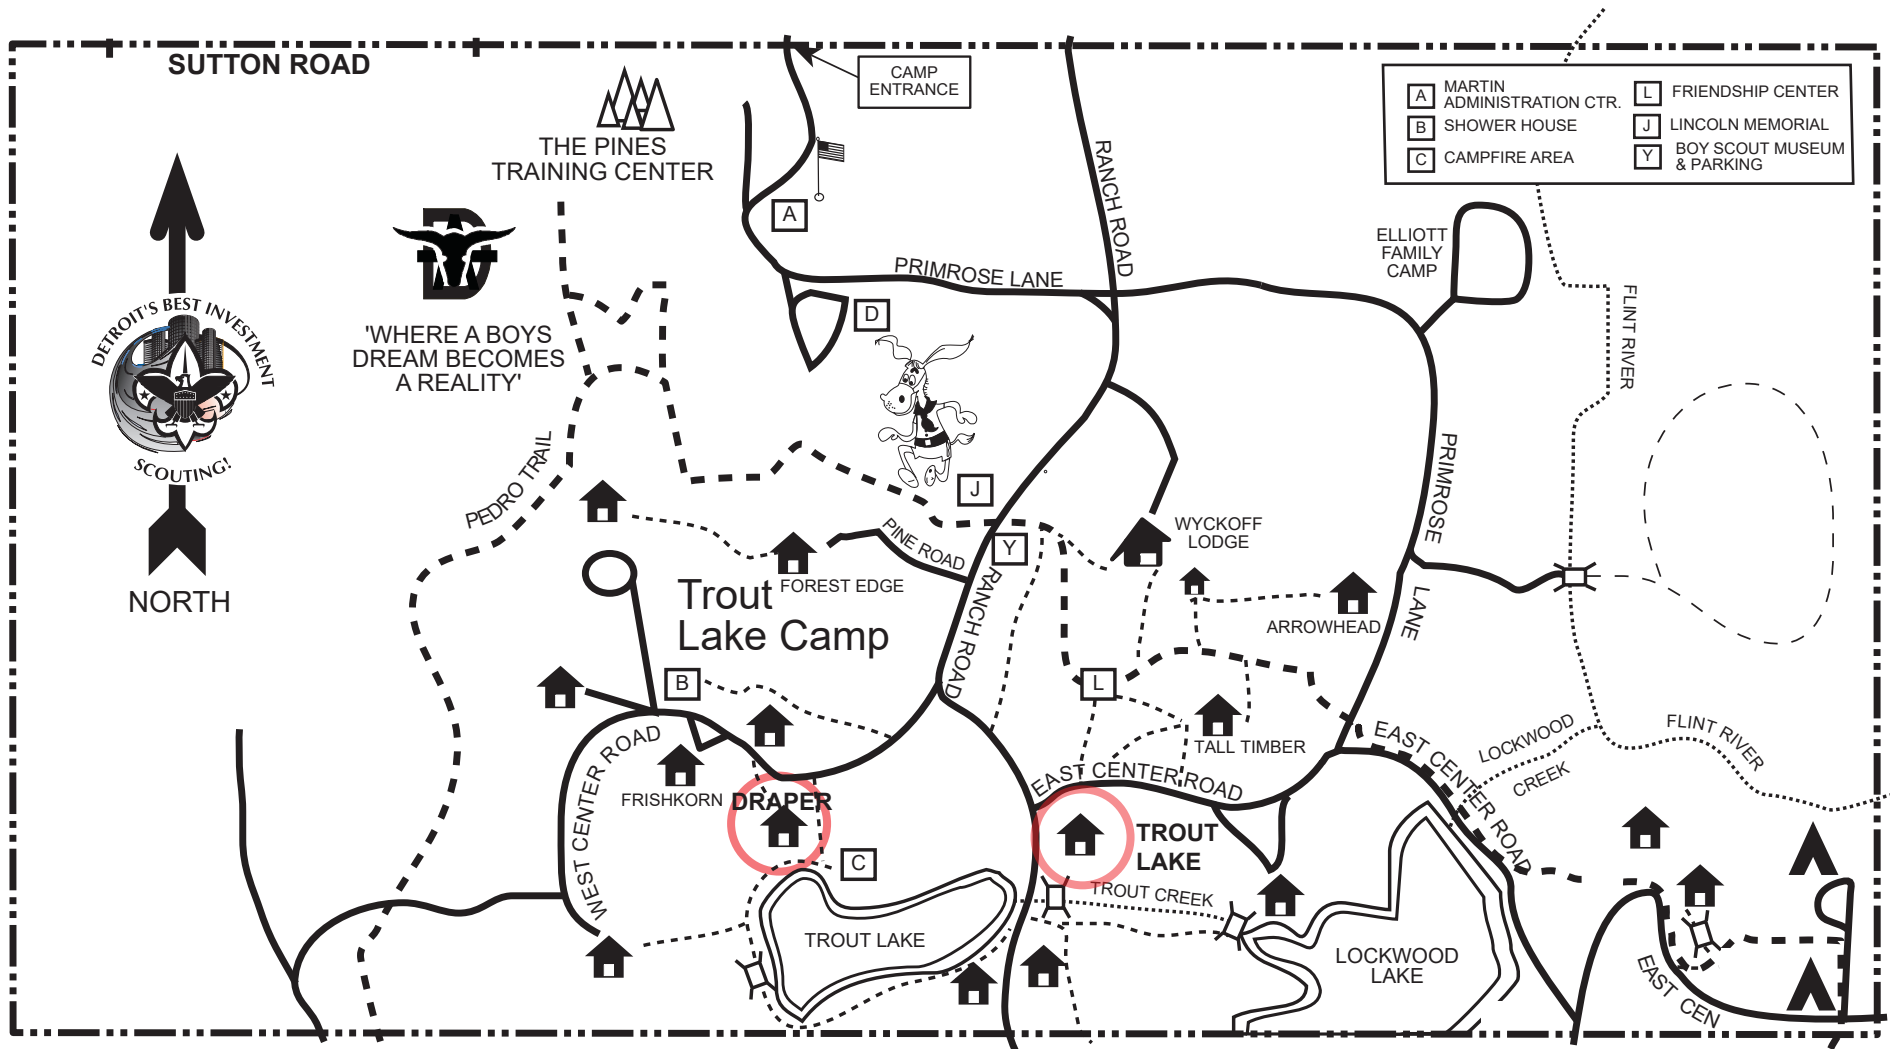 SUTTON ROAD
CAMP
ENTRANCE
A MARTIN
ADMINISTRATION CTR.
B SHOWER HOUSE
C CAMPFIRE AREA
L FRIENDSHIP CENTER
J LINCOLN MEMORIAL
Y BOY SCOUT MUSEUM
& PARKING
THE PINES
TRAINING CENTER
D
'WHERE A BOYS
DREAM BECOMES
A REALITY'
DETROIT'S BEST INVESTMENT
SCOUTING!
NORTH
A
RANCH ROAD
PRIMROSE LANE
D
ELLIOTT
FAMILY
CAMP
FLINT RIVER
PEDRO TRAIL
J
Y
PINE ROAD
FOREST EDGE
WYCKOFF
LODGE
PRIMROSE
LANE
ARROWHEAD
Trout
Lake Camp
RANCH ROAD
B
L
TALL TIMBER
WEST CENTER ROAD
FRISHKORN
DRAPER
EAST CENTER ROAD
EAST CENTER ROAD
LOCKWOOD
CREEK
FLINT RIVER
TROUT
LAKE
C
TROUT CREEK
TROUT LAKE
LOCKWOOD
LAKE
EAST CEN